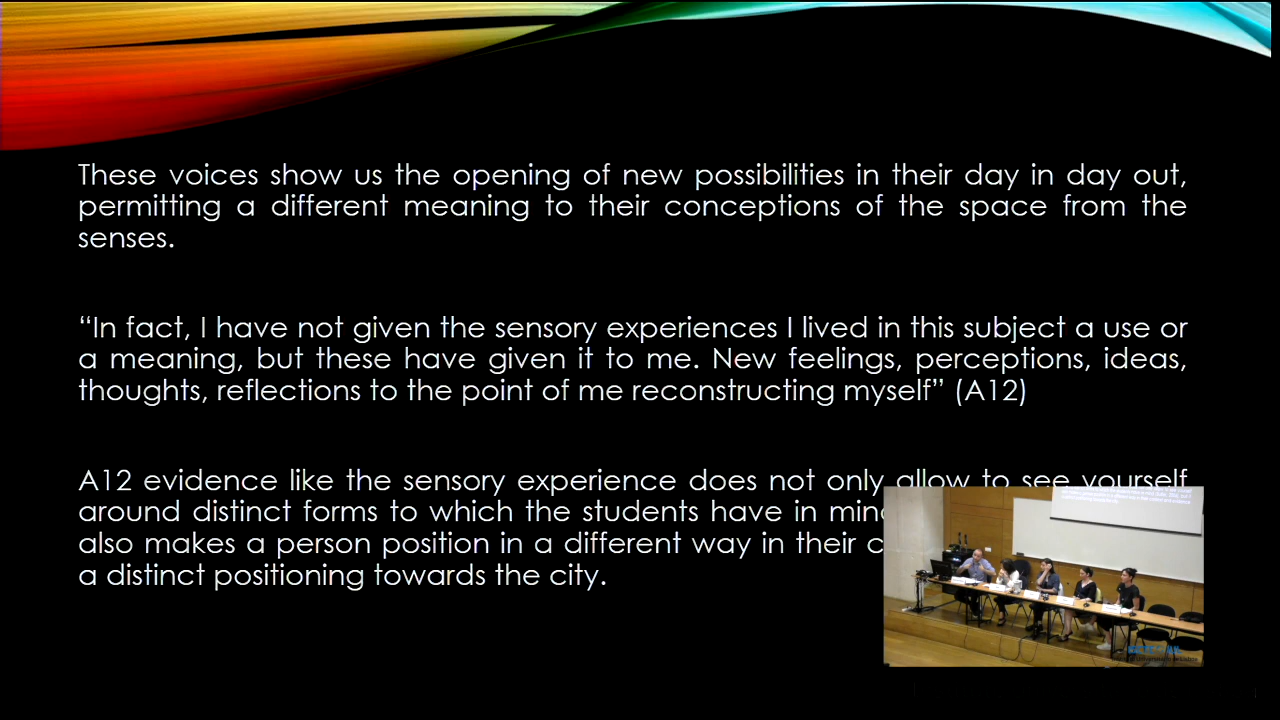 These voices show us the opening of new possibilities in their day in day out,
permitting a different meaning to their conceptions of the space from the
senses.
“In fact, I have not given the sensory experiences I lived in this subject a use or
a meaning, but these have given it to me. New feelings, perceptions, ideas,
thoughts, reflections to the point of me reconstructing myself” (A12)
A12 evidence like the sensory experience does not only allow to see yourself
around distinct forms to which the students have in
also makes a person position in a different way in their
a distinct positioning towards the city.